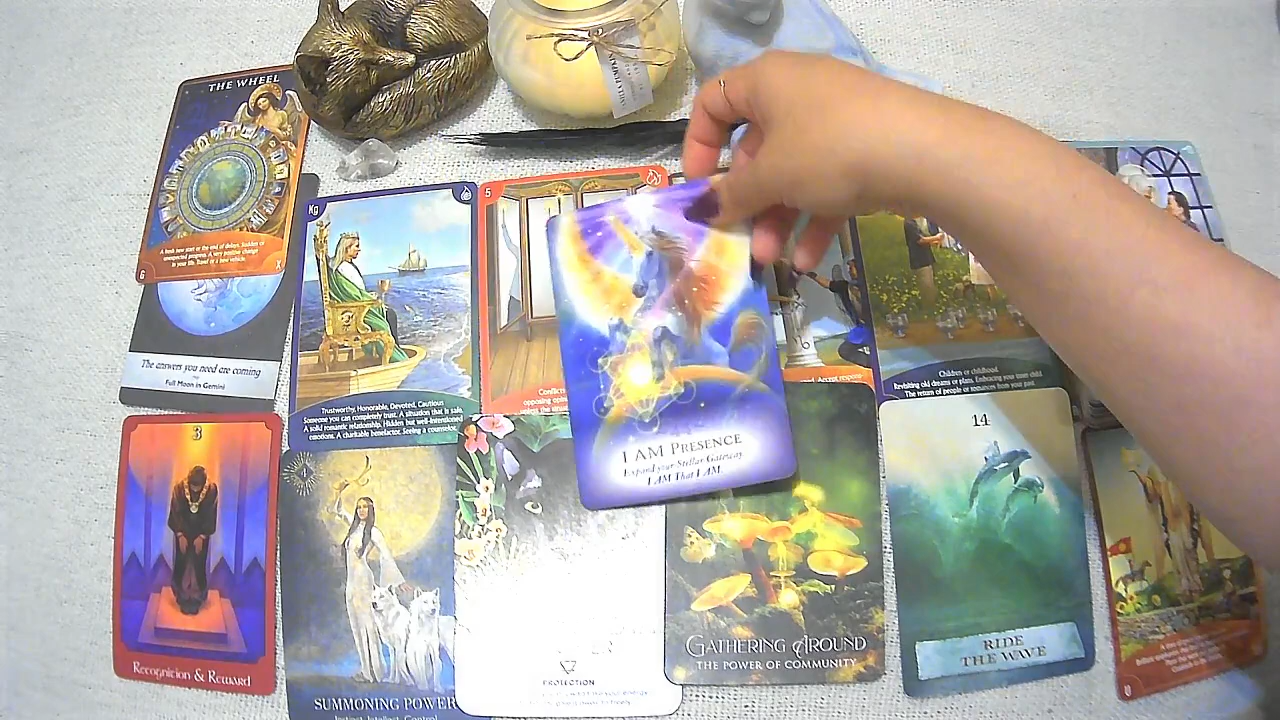 THE WHEEL
A fresh new start or the end of delays. Sudden or
unexpected progress. A very positive change
in your life. Travel or a new vehicle.
G
X
The answers you need are coming
Full Moon in Gemini
Kg
Trustworthy, Honorable, Devoted, Cautious
Someone you can completely trust. A situation that is safe.
A solid romantic relationship. Hidden but well-intentioned
emotions. A charitable benefactor. Seeing a counselor.
5
I AM PRESENCE
Expand your Stellar Gateway.
I AM That I AM.
Children or childhood
Revisiting old dreams or plans. Embracing your inner child
The return of people or resources from your past
3
Recognition & Reward
SUMMONING POWER
Instinct, Intellect, Control
PROTECTION
GATHERING AROUND
THE POWER OF COMMUNITY
14
RIDE
THE WAVE